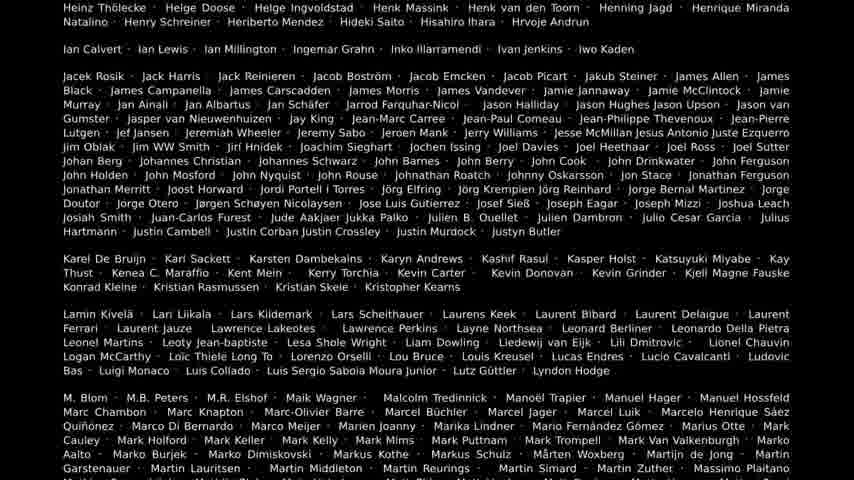 Heinz Thölecke · Helge Doose · Helge Ingvoldstad · Henk Massink · Henk van den Toorn · Henning Jagd · Henrique Miranda
Natalino · Henry Schreiner · Heriberto Mendez · Hideki Saito · Hisahiro Ihara · Hrvoje Andrun
Ian Calvert · Ian Lewis · Ian Millington · Ingemar Grahn · Inko Illarramendi · Ivan Jenkins · Iwo Kaden
Jacek Rosik · Jack Harris · Jack Reinieren · Jacob Boström · Jacob Emcken · Jacob Picart · Jakub Steiner · James Allen · James
Black · James Campanella · James Carscadden · James Morris · James Vandever · Jamie Jannaway · Jamie McClintock · Jamie
Murray · Jan Ainali · Jan Albartus · Jan Schäfer · Jarrod Farquhar-Nicol · Jason Halliday · Jason Hughes Jason Upson · Jason van
Gumster · Jasper van Nieuwenhuizen · Jay King · Jean-Marc Carree · Jean-Paul Comeau · Jean-Philippe Thevenoux · Jean-Pierre
Lutgen · Jef Jansen · Jeremiah Wheeler · Jeremy Sabo · Jeroen Mank · Jerry Williams · Jesse McMillan Jesus Antonio Juste Ezquerro
Jim Oblak · Jim WW Smith · Jiří Hnídek · Joachim Sieghart · Jochen Issing · Joel Davies · Joel Heethaar · Joel Ross · Joel Sutter
Johan Berg · Johannes Christian · Johannes Schwarz · John Barnes · John Berry · John Cook · John Drinkwater · John Ferguson
John Holden · John Mosford · John Nyquist · John Rouse · Johnathan Roatch · Johnny Oskarsson · Jon Stace · Jonathan Ferguson
Jonathan Merritt · Joost Howard · Jordi Portell i Torres · Jörg Elfring · Jörg Krempien Jörg Reinhard · Jorge Bernal Martinez · Jorge
Doutor · Jorge Otero · Jørgen Schøyen Nicolaysen · Jose Luis Gutierrez · Josef Sieß · Joseph Eagar · Joseph Mizzi · Joshua Leach
Josiah Smith · Juan-Carlos Furest · Jude Aakjaer Jukka Palko · Julien B. Ouellet · Julien Dambron · Julio Cesar Garcia · Julius
Hartmann · Justin Cambell · Justin Corban Justin Crossley · Justin Murdock · Justyn Butler
Karel De Bruijn · Karl Sackett · Karsten Dambekalns · Karyn Andrews · Kashif Rasul · Kasper Holst · Katsuyuki Miyabe · Kay
Thust · Kenea C. Maraffio · Kent Mein · Kerry Torchia · Kevin Carter · Kevin Donovan · Kevin Grinder · Kjell Magne Fauske
Konrad Kleine · Kristian Rasmussen · Kristian Skele · Kristopher Kearns
Lamin Kivelä · Lari Liikala · Lars Kildemark · Lars Scheithauer · Laurens Keek · Laurent Bibard · Laurent Delaigue · Laurent
Ferrari · Laurent Jauze · Lawrence Lakeotes · Lawrence Perkins · Layne Northsea · Leonard Berliner · Leonardo Della Pietra
Leonel Martins · Leoty Jean-baptiste · Lesa Shole Wright · Liam Dowling · Liedewij van Eijk · Lili Dmitrovic · Lionel Chauvin
Logan McCarthy · Loïc Thiele Long To · Lorenzo Orselli · Lou Bruce · Louis Kreusel · Lucas Endres · Lucio Cavalcanti · Ludovic
Bas · Luigi Monaco · Luis Collado · Luis Sergio Saboia Moura Junior · Lutz Güttler · Lyndon Hodge
M. Blom · M.B. Peters · M.R. Elshof · Maik Wagner · Malcolm Tredinnick · Manoël Trapier · Manuel Hager · Manuel Hossfeld
Marc Chambon · Marc Knapton · Marc-Olivier Barre · Marcel Büchler · Marcel Jager · Marcel Luik · Marcelo Henrique Sáez
Quiñonez · Marco Di Bernardo · Marco Meijer · Marien Joanny · Marika Lindner · Mario Fernández Gómez · Marius Otte · Mark
Cauley · Mark Holford · Mark Keller · Mark Kelly · Mark Mims · Mark Puttnam · Mark Trompell · Mark Van Valkenburgh · Marko
Aalto · Marko Burjek · Marko Dimiskovski · Markus Kothe · Markus Schulz · Mårten Woxberg · Martijn de Jong · Martin
Garstenauer · Martin Lauritsen · Martin Middleton · Martin Reurings · Martin Simard · Martin Zuther · Massimo Plaitano